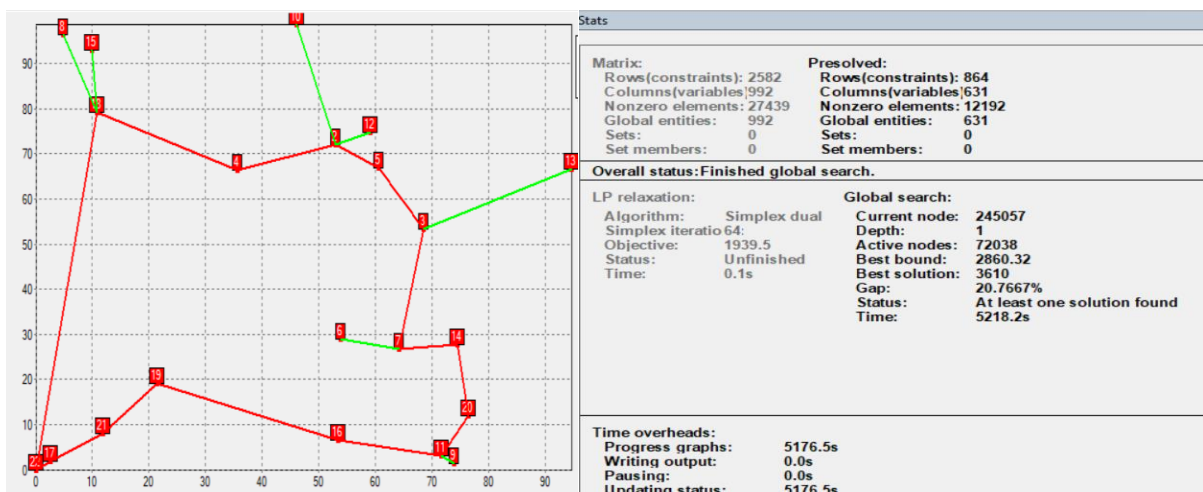 10
8
15
90
18
80
12
2
70
4
5
13
60
3
50
40
6
7
14
30
19
20
20
21
16
10
11
9
17
0
0 10 20 30 40 50 60 70 80 90
Stats
Matrix: Presolved:
Rows(constraints): 2582 Rows(constraints): 864
Columns(variables) 992 Columns(variables) 631
Nonzero elements: 27439 Nonzero elements: 12192
Global entities: 992 Global entities: 631
Sets: 0 Sets: 0
Set members: 0 Set members: 0
Overall status:Finished global search.
LP relaxation: Global search:
Algorithm: Simplex dual Current node: 245057
Simplex iteratio 64: Depth: 1
Objective: 1939.5 Active nodes: 72038
Status: Unfinished Best bound: 2860.32
Time: 0.1s Best solution: 3610
Gap: 20.7667%
Status: At least one solution found
Time: 5218.2s
Time overheads:
Progress graphs: 5176.5s
Writing output: 0.0s
Pausing: 0.0s
Updating status: 5176.5s